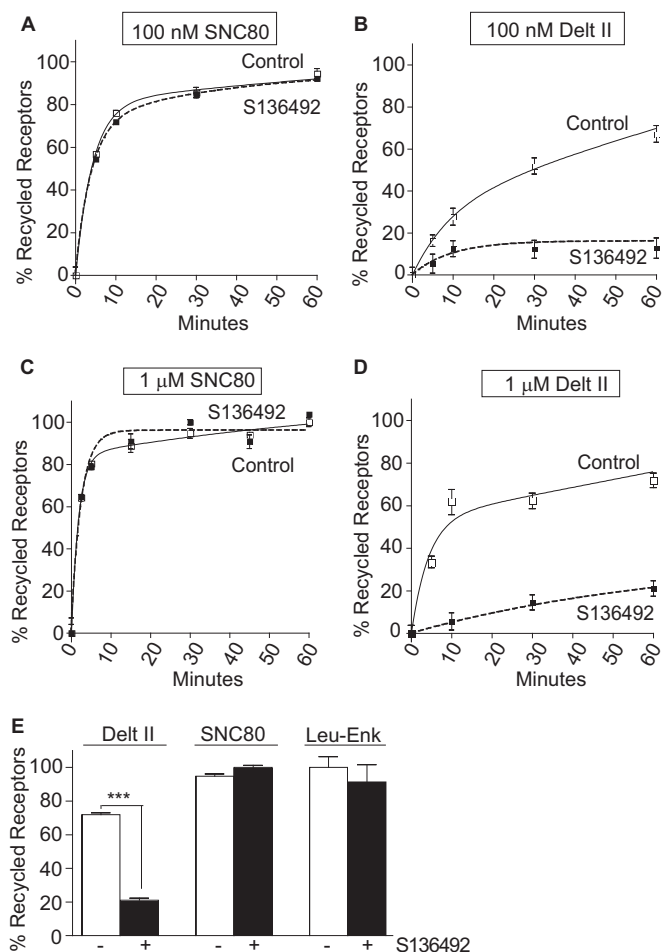 A
100 nM SNC80
% Recycled Receptors
100
80
60
40
20
0
Control
S136492
0
10
20
30
40
50
60
Minutes
B
100 nM Delt II
% Recycled Receptors
100
80
60
40
20
0
Control
S136492
0
10
20
30
40
50
60
Minutes
C
1 µM SNC80
% Recycled Receptors
100
80
60
40
20
0
S136492
Control
0
10
20
30
40
50
60
Minutes
D
1 µM Delt II
% Recycled Receptors
100
80
60
40
20
0
Control
S136492
0
10
20
30
40
50
60
Minutes
E
Delt II SNC80 Leu-Enk
% Recycled Receptors
100
80
60
40
20
0
***
- + - + - + S136492